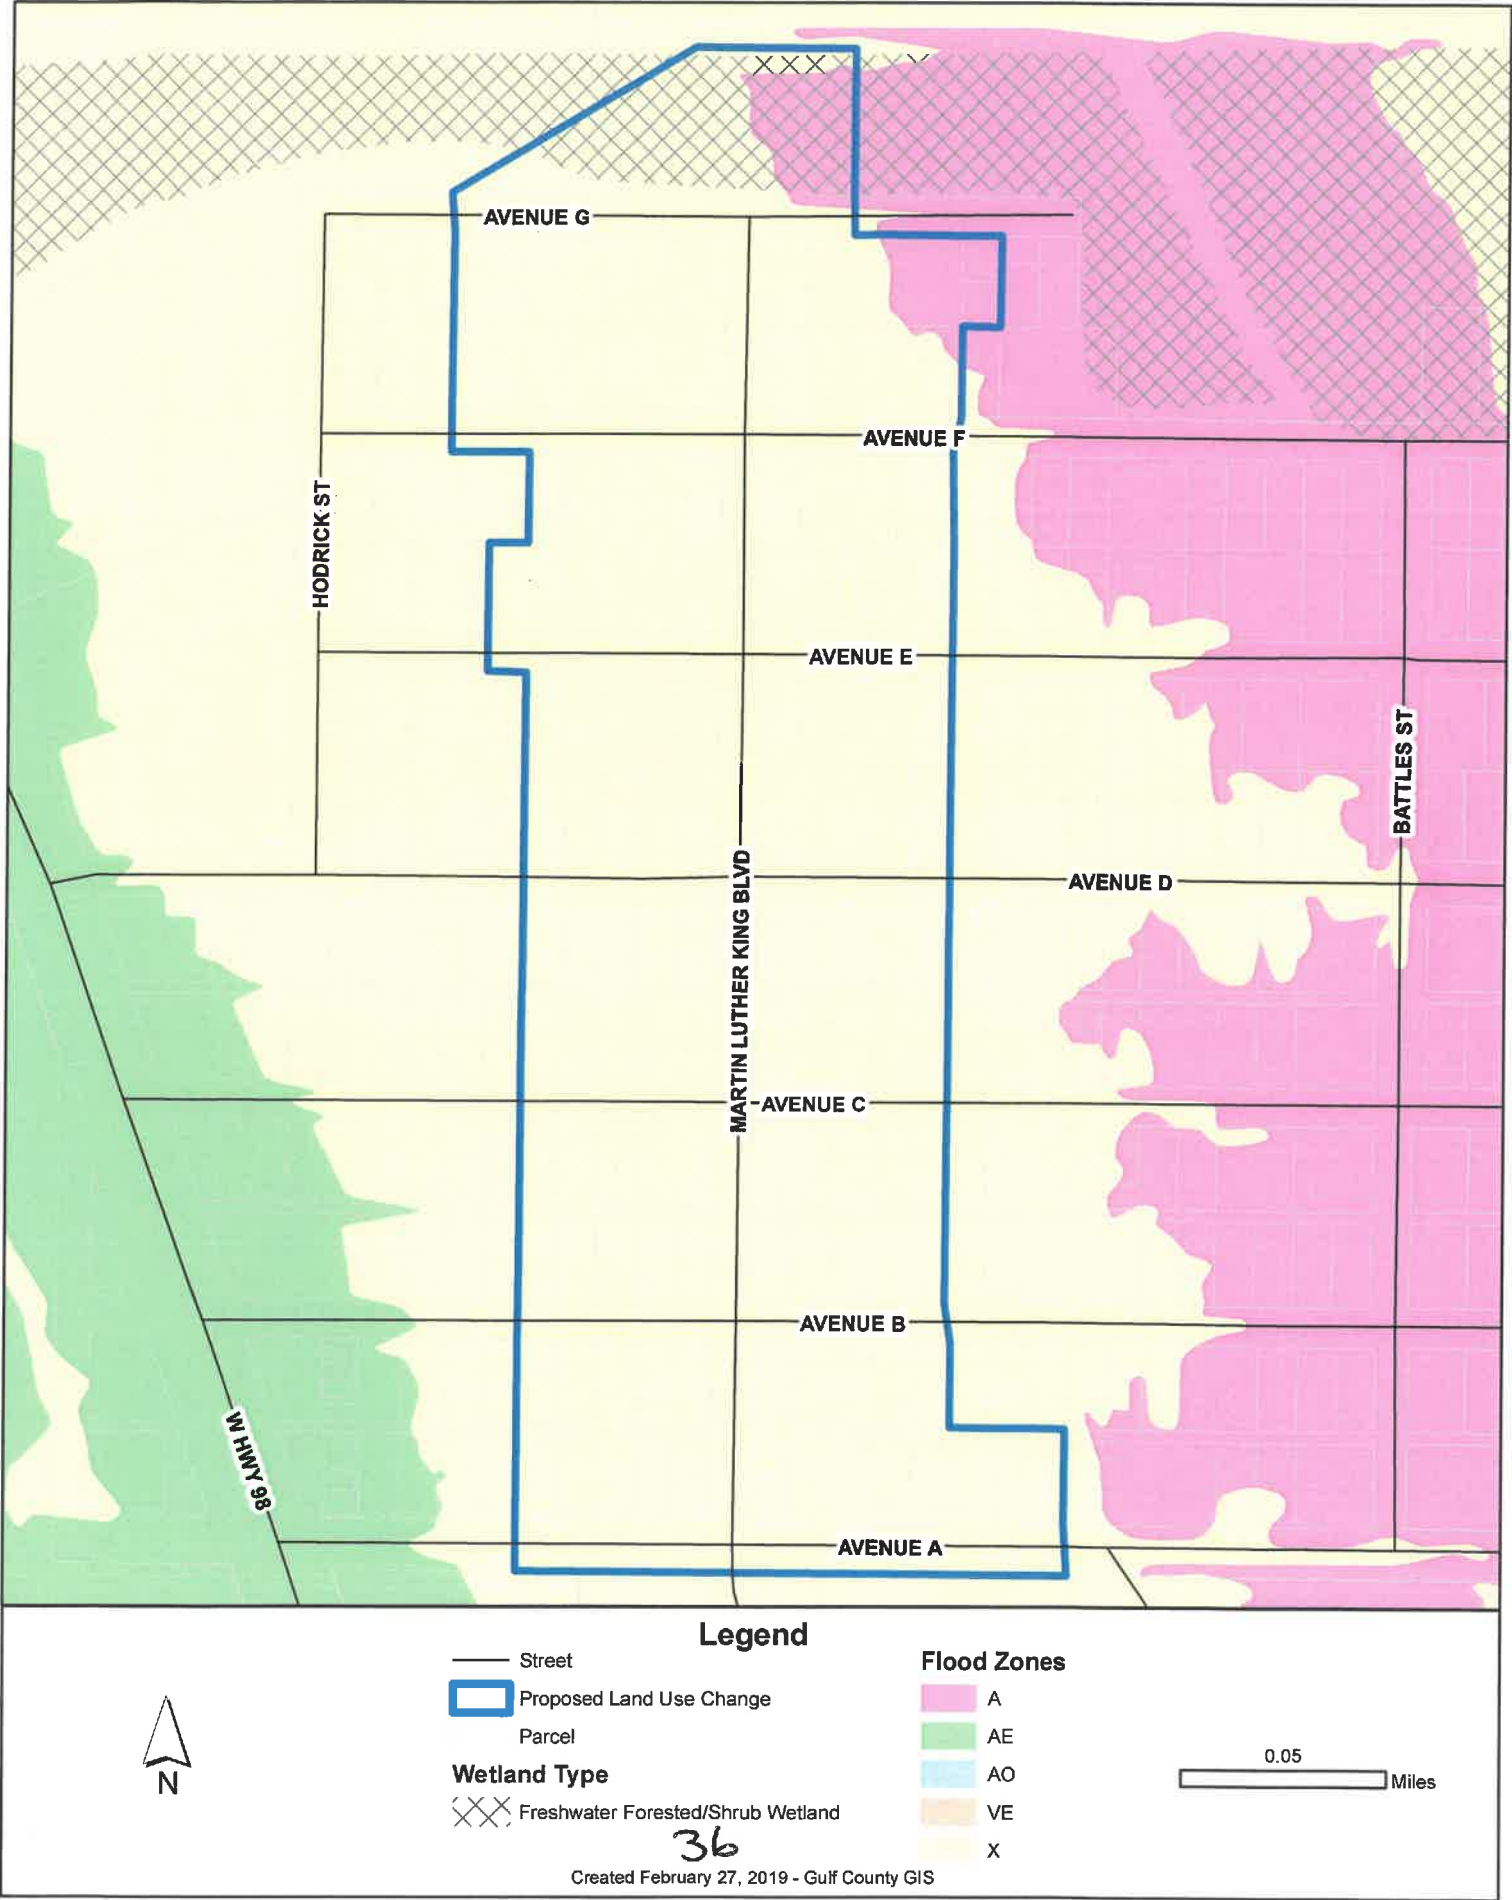 AVENUE G
AVENUE F
HODRICK ST
AVENUE E
BATTLES ST
AVENUE D
MARTIN LUTHER KING BLVD
AVENUE C
AVENUE B
W HWY 98
AVENUE A
Legend
Street
Proposed Land Use Change
Parcel
Wetland Type
Freshwater Forested/Shrub Wetland
Flood Zones
A
AE
AO
VE
X
N
0.05
Miles
36
Created February 27, 2019 - Gulf County GIS